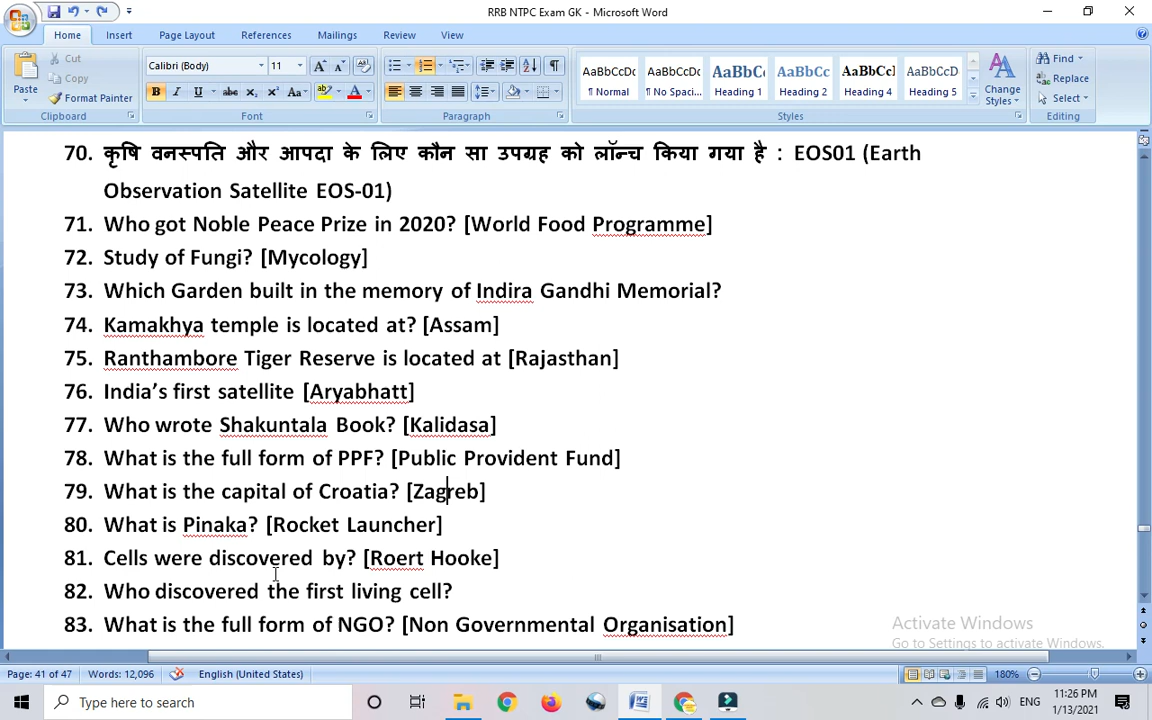 RRB NTPC Exam GK - Microsoft Word
Home Insert Page Layout References Mailings Review View
Paste Cut Copy Format Painter Clipboard
Calibri (Body) 11 Font
Paragraph
AaBbCcDc AaBbCcDc AaBbC AaBbCc AaBbCcI AaBbCcD
¶ Normal ¶ No Spaci... Heading 1 Heading 2 Heading 4 Heading 5
Styles
Change Styles
Find Replace Select Editing
70. कृषि वनस्पति और आपदा के लिए कौन सा उपग्रह को लॉन्च किया गया है : EOS01 (Earth
Observation Satellite EOS-01)
71. Who got Noble Peace Prize in 2020? [World Food Programme]
72. Study of Fungi? [Mycology]
73. Which Garden built in the memory of Indira Gandhi Memorial?
74. Kamakhya temple is located at? [Assam]
75. Ranthambore Tiger Reserve is located at [Rajasthan]
76. India’s first satellite [Aryabhatt]
77. Who wrote Shakuntala Book? [Kalidasa]
78. What is the full form of PPF? [Public Provident Fund]
79. What is the capital of Croatia? [Zagreb]
80. What is Pinaka? [Rocket Launcher]
81. Cells were discovered by? [Roert Hooke]
82. Who discovered the first living cell?
83. What is the full form of NGO? [Non Governmental Organisation]
Activate Windows
Go to Settings to activate Windows.
Page: 41 of 47 Words: 12,096 English (United States) 180%
Type here to search ENG 11:26 PM
1/13/2021